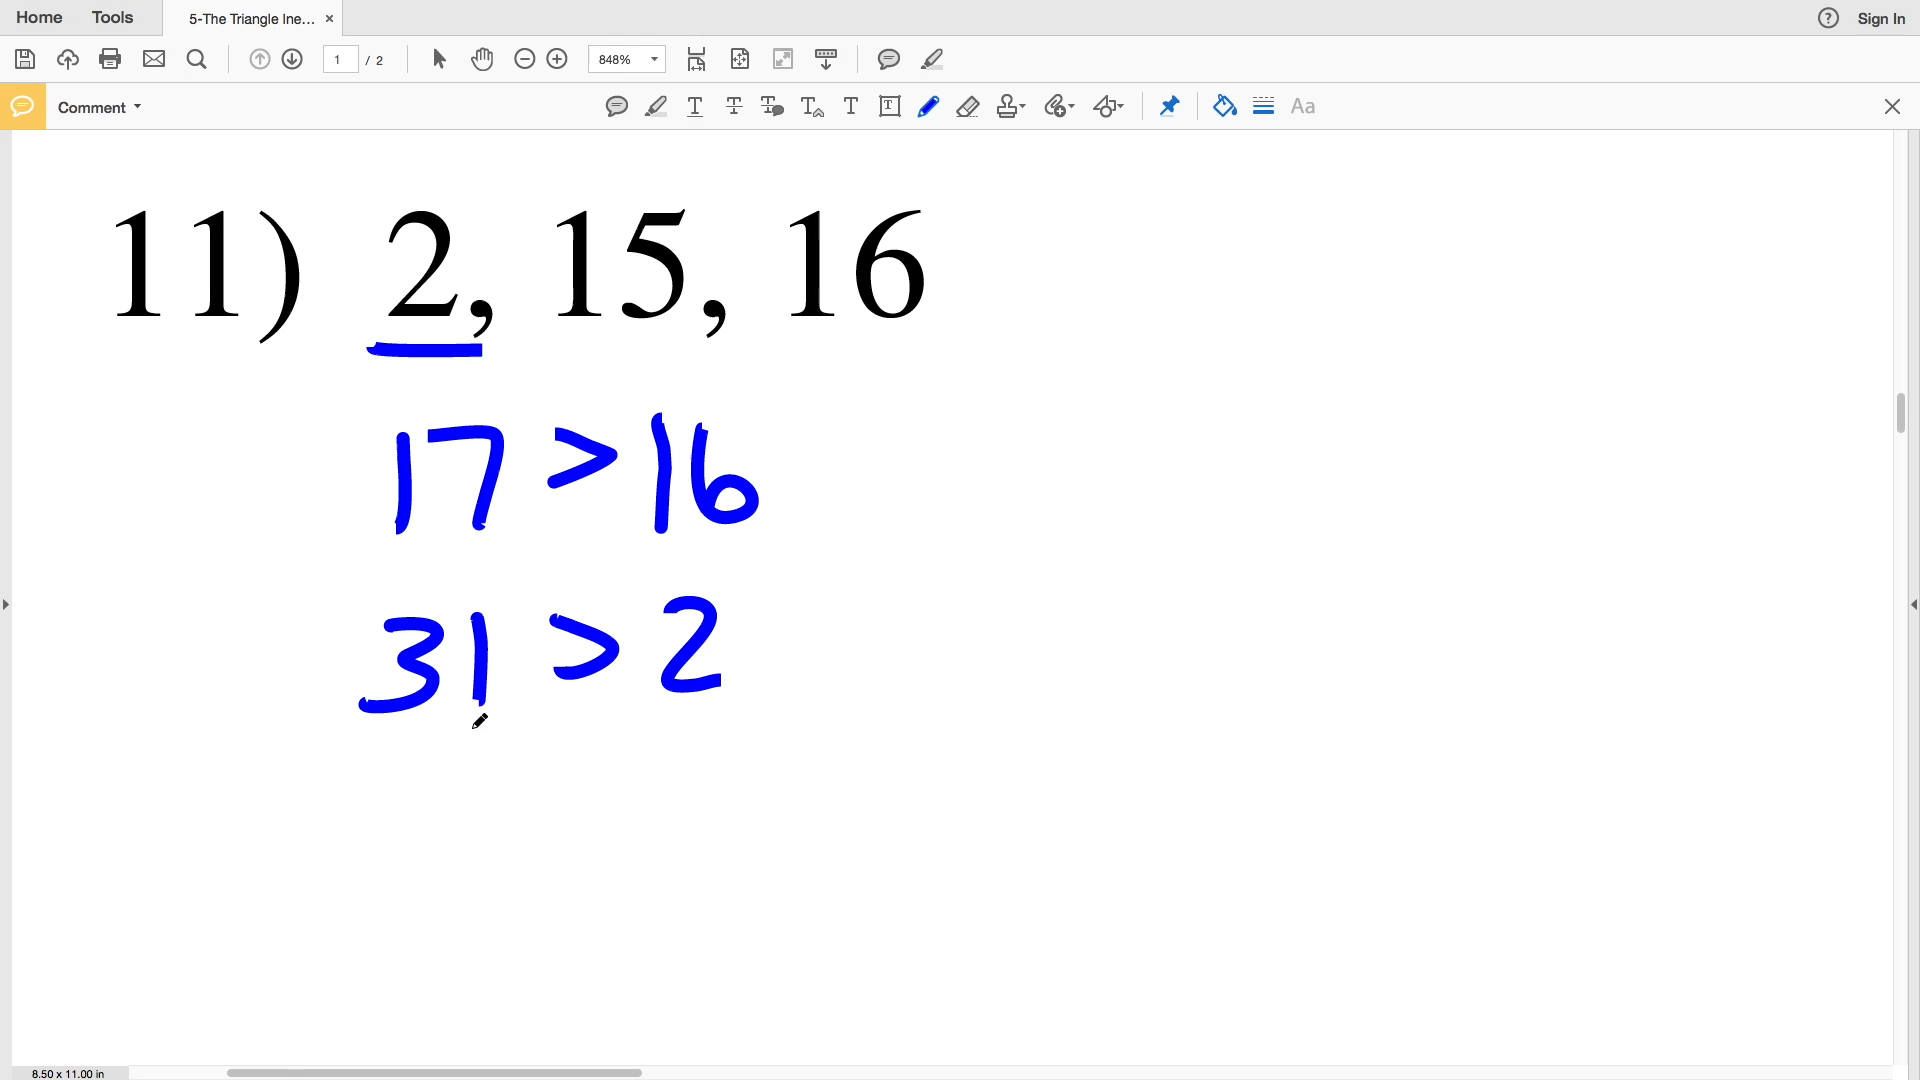 Home Tools 5-The Triangle Ine... × ? Sign In
1 / 2 848%
Comment T T T T T T Aa
11) 2, 15, 16
17 > 16
31 > 2
8.50 x 11.00 in